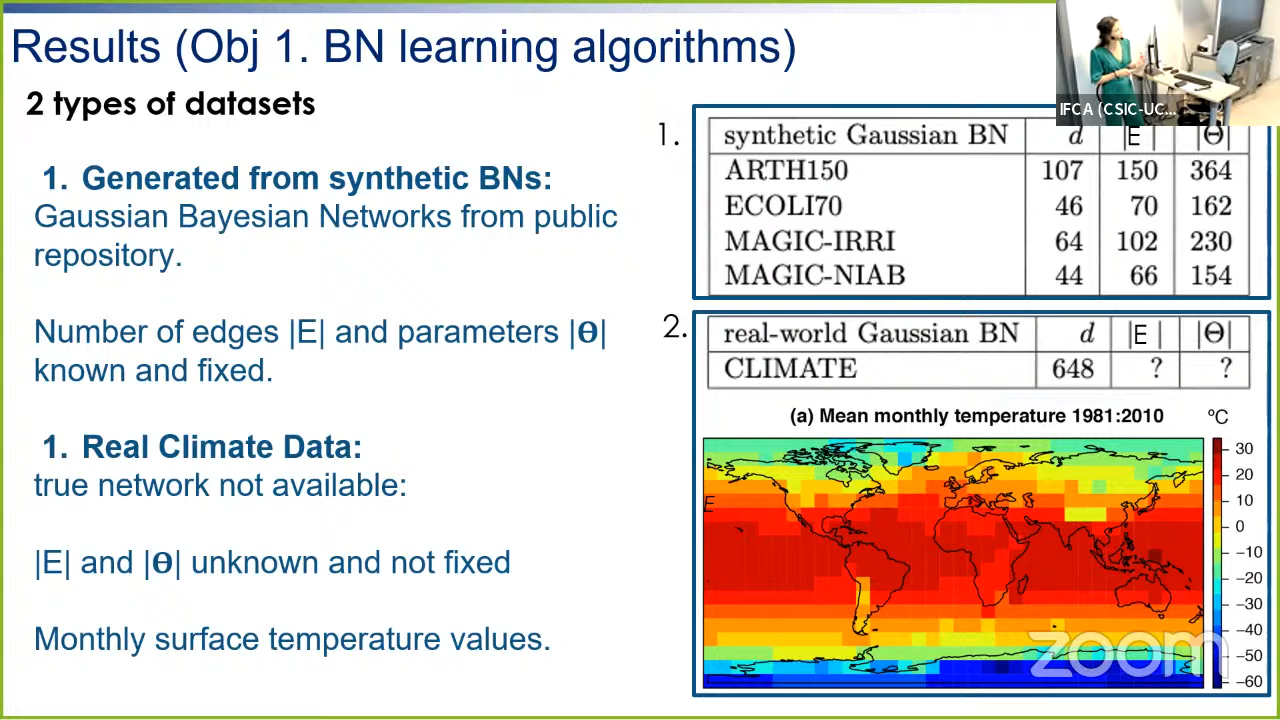 Results (Obj 1. BN learning algorithms)
2 types of datasets
1. Generated from synthetic BNs:
Gaussian Bayesian Networks from public
repository.
Number of edges |E| and parameters |Θ|
known and fixed.
1. Real Climate Data:
true network not available:
|E| and |Θ| unknown and not fixed
Monthly surface temperature values.
IFCA (CSIC-UC...
1.
synthetic Gaussian BN d |E| |Θ|
ARTH150 107 150 364
ECOLI70 46 70 162
MAGIC-IRRI 64 102 230
MAGIC-NIAB 44 66 154
2.
real-world Gaussian BN d |E| |Θ|
CLIMATE 648 ? ?
(a) Mean monthly temperature 1981:2010 ºC
E
30
20
10
0
−10
−20
−30
−40
−50
−60
zoom